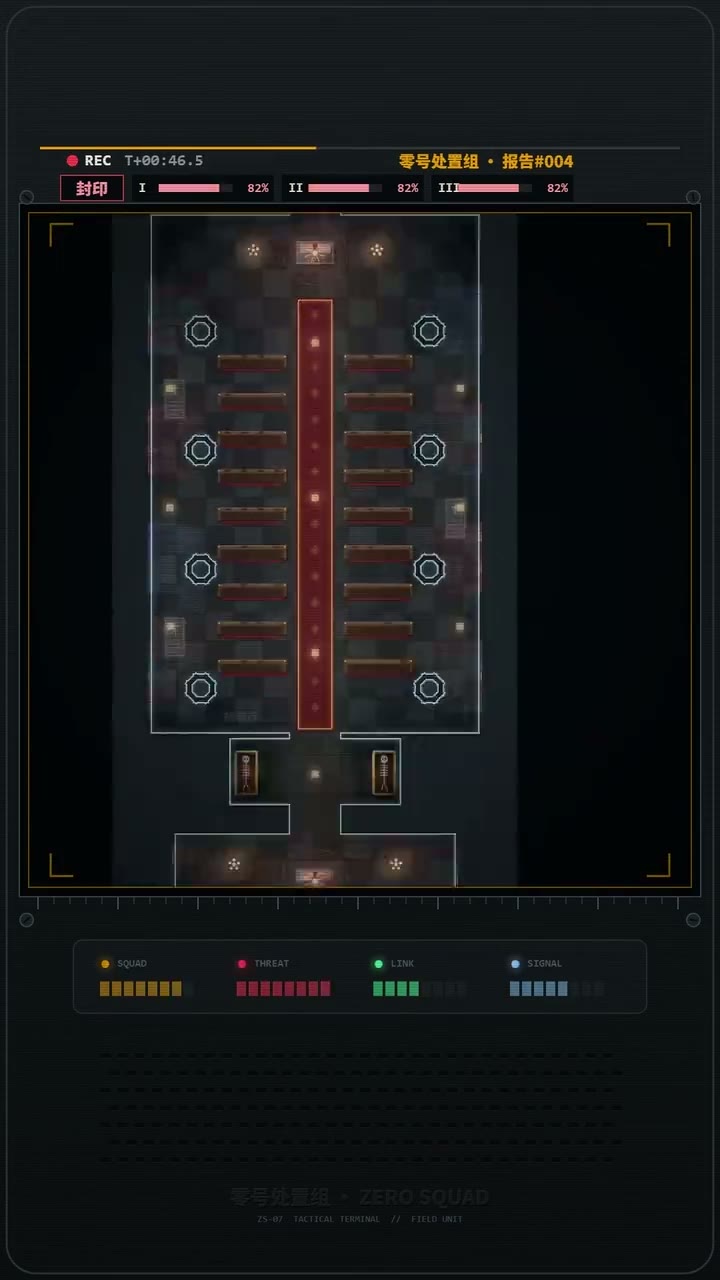 REC T+00:46.5 零号处置组 · 报告#004
封印 I 82% II 82% III 82%
SQUAD THREAT LINK SIGNAL
零号处置组 · ZERO SQUAD
ZS-07 TACTICAL TERMINAL // FIELD UNIT